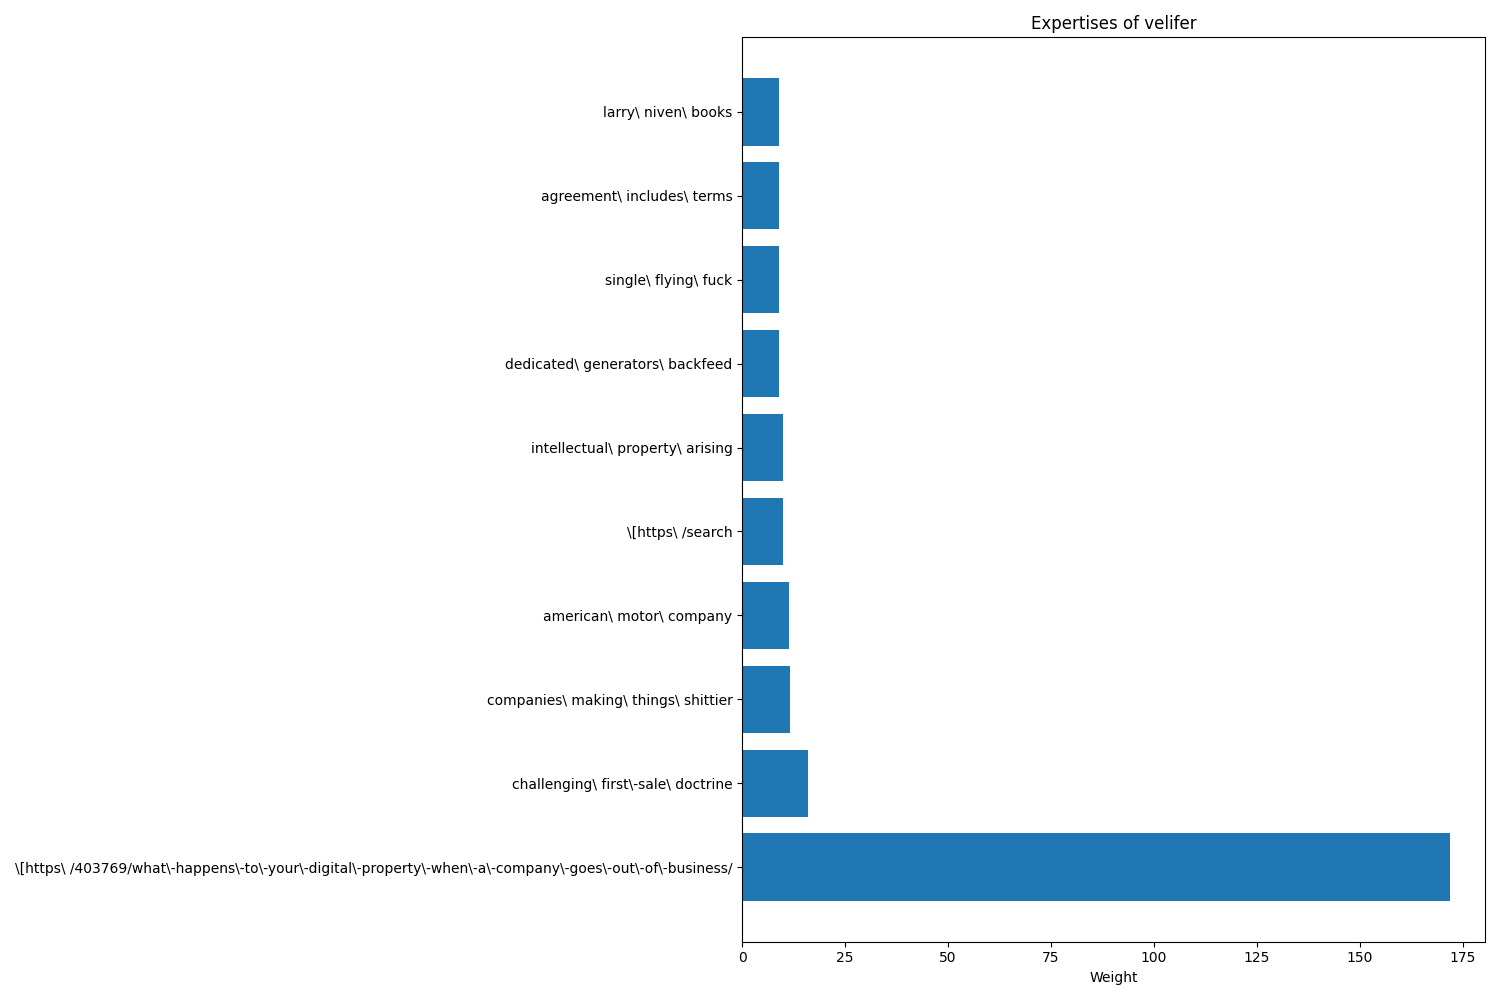 Expertises of velifer
larry\ niven\ books
agreement\ includes\ terms
single\ flying\ fuck
dedicated\ generators\ backfeed
intellectual\ property\ arising
\[https\ /search
american\ motor\ company
companies\ making\ things\ shittier
challenging\ first\-sale\ doctrine
\[https\ /403769/what\-happens\-to\-your\-digital\-property\-when\-a\-company\-goes\-out\-of\-business/
0 25 50 75 100 125 150 175
Weight